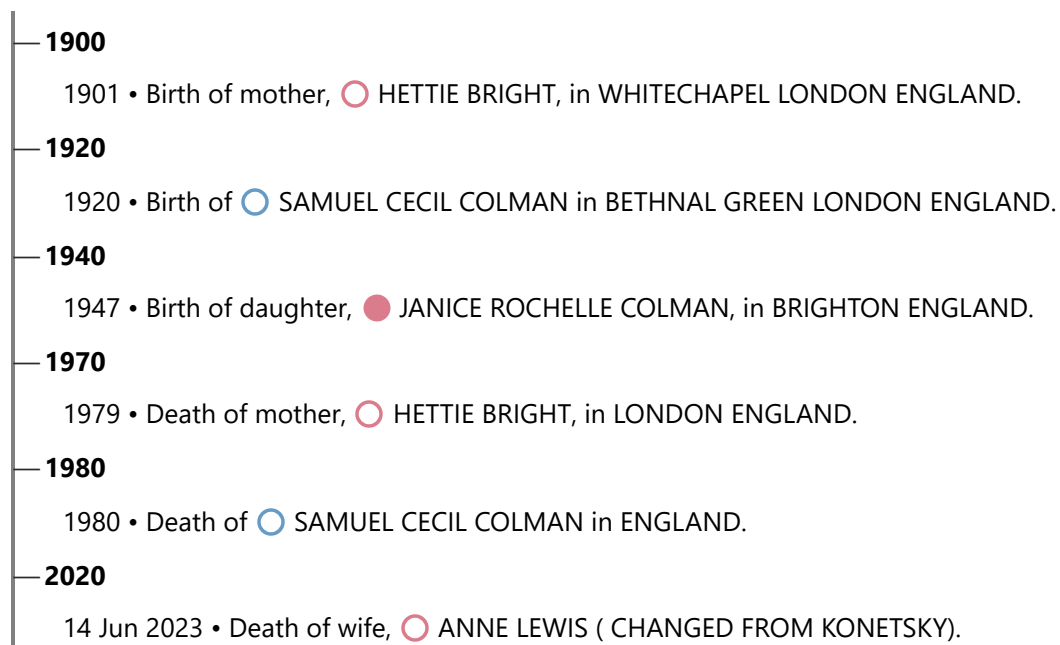 1900
1901 • Birth of mother, HETTIE BRIGHT, in WHITECHAPEL LONDON ENGLAND.
1920
1920 • Birth of SAMUEL CECIL COLMAN in BETHNAL GREEN LONDON ENGLAND.
1940
1947 • Birth of daughter, JANICE ROCHELLE COLMAN, in BRIGHTON ENGLAND.
1970
1979 • Death of mother, HETTIE BRIGHT, in LONDON ENGLAND.
1980
1980 • Death of SAMUEL CECIL COLMAN in ENGLAND.
2020
14 Jun 2023 • Death of wife, ANNE LEWIS ( CHANGED FROM KONETSKY).